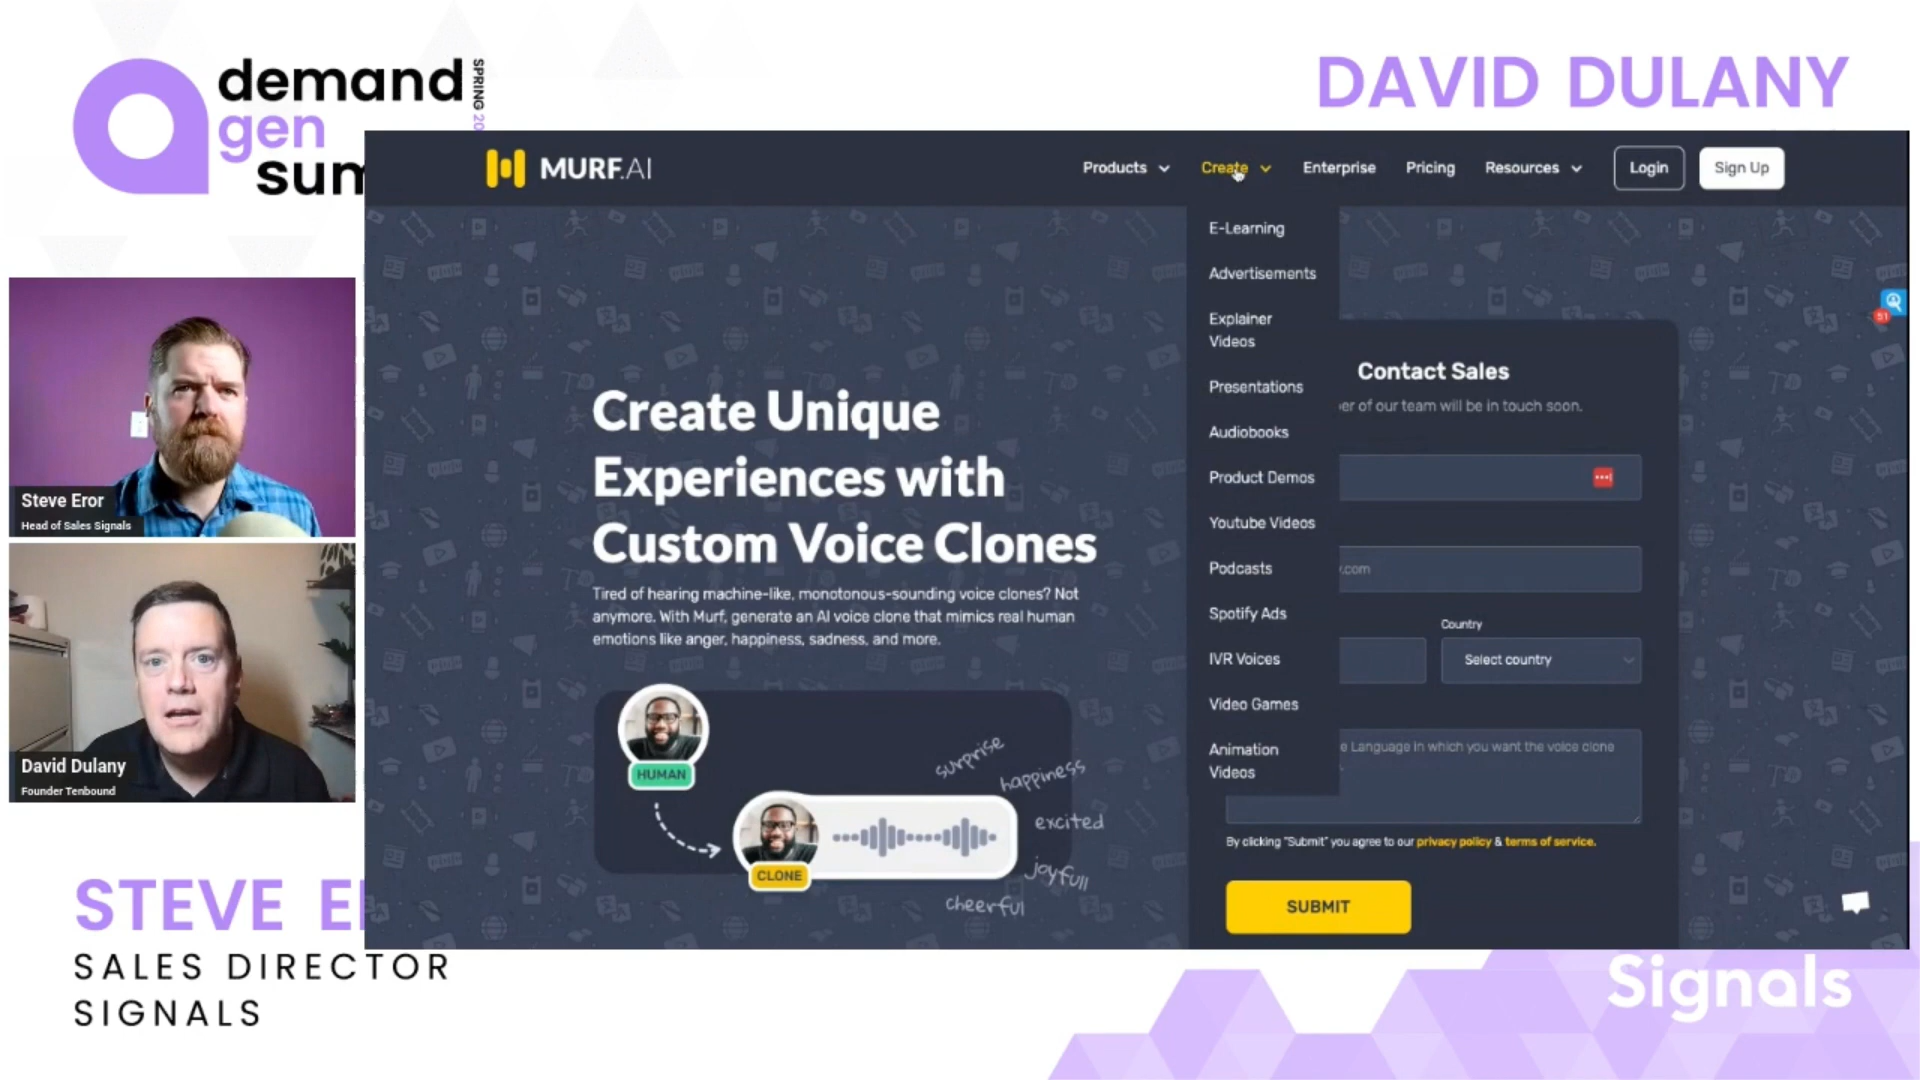 demand
gen
sum
SPRING 20
DAVID DULANY
MURF.AI
Products
Create
Enterprise
Pricing
Resources
Login
Sign Up
E-Learning
Advertisements
Explainer
Videos
Presentations
Audiobooks
Product Demos
Youtube Videos
Podcasts
Spotify Ads
IVR Voices
Video Games
Animation
Videos
Create Unique
Experiences with
Custom Voice Clones
Tired of hearing machine-like, monotonous-sounding voice clones? Not
anymore. With Murf, generate an AI voice clone that mimics real human
emotions like anger, happiness, sadness, and more.
HUMAN
CLONE
surprise
happiness
excited
joyfull
cheerful
Contact Sales
er of our team will be in touch soon.
.com
Country
Select country
e Language in which you want the voice clone
By clicking "Submit" you agree to our privacy policy & terms of service.
SUBMIT
51
Steve Eror
Head of Sales Signals
David Dulany
Founder Tenbound
STEVE E
SALES DIRECTOR
SIGNALS
Signals